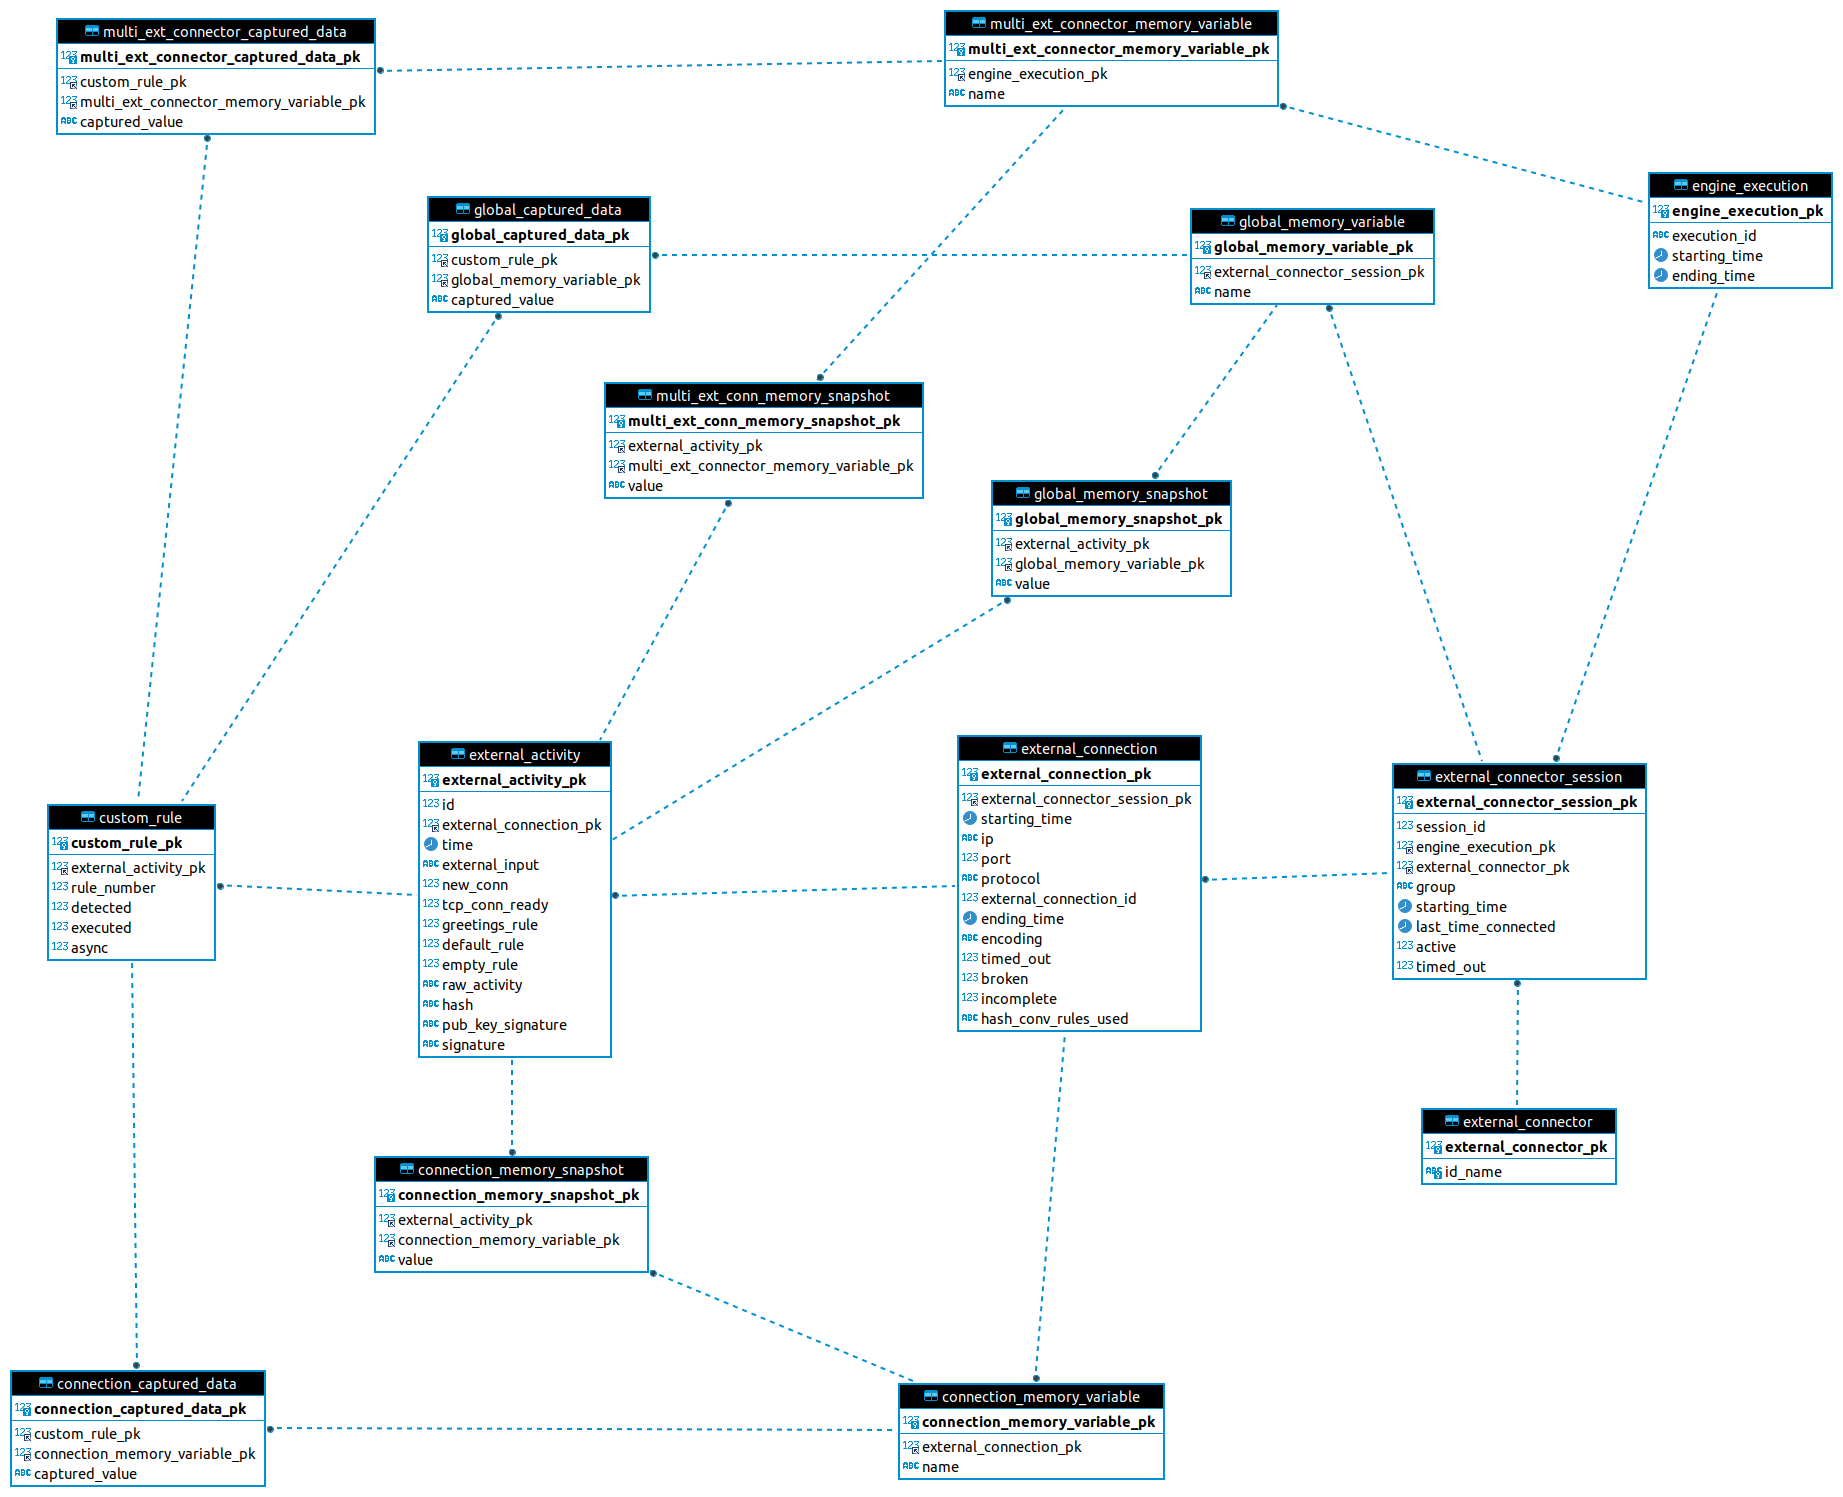 multi_ext_connector_captured_data
multi_ext_connector_captured_data_pk
custom_rule_pk
multi_ext_connector_memory_variable_pk
captured_value
multi_ext_connector_memory_variable
multi_ext_connector_memory_variable_pk
engine_execution_pk
name
engine_execution
engine_execution_pk
execution_id
starting_time
ending_time
global_captured_data
global_captured_data_pk
custom_rule_pk
global_memory_variable_pk
captured_value
global_memory_variable
global_memory_variable_pk
external_connector_session_pk
name
multi_ext_conn_memory_snapshot
multi_ext_conn_memory_snapshot_pk
external_activity_pk
multi_ext_connector_memory_variable_pk
value
global_memory_snapshot
global_memory_snapshot_pk
external_activity_pk
global_memory_variable_pk
value
custom_rule
custom_rule_pk
external_activity_pk
rule_number
detected
executed
async
external_activity
external_activity_pk
id
external_connection_pk
time
external_input
new_conn
tcp_conn_ready
greetings_rule
default_rule
empty_rule
raw_activity
hash
pub_key_signature
signature
external_connection
external_connection_pk
external_connector_session_pk
starting_time
ip
port
protocol
external_connection_id
ending_time
encoding
timed_out
broken
incomplete
hash_conv_rules_used
external_connector_session
external_connector_session_pk
session_id
engine_execution_pk
external_connector_pk
group
starting_time
last_time_connected
active
timed_out
external_connector
external_connector_pk
id_name
connection_memory_snapshot
connection_memory_snapshot_pk
external_activity_pk
connection_memory_variable_pk
value
connection_captured_data
connection_captured_data_pk
custom_rule_pk
connection_memory_variable_pk
captured_value
connection_memory_variable
connection_memory_variable_pk
external_connection_pk
name